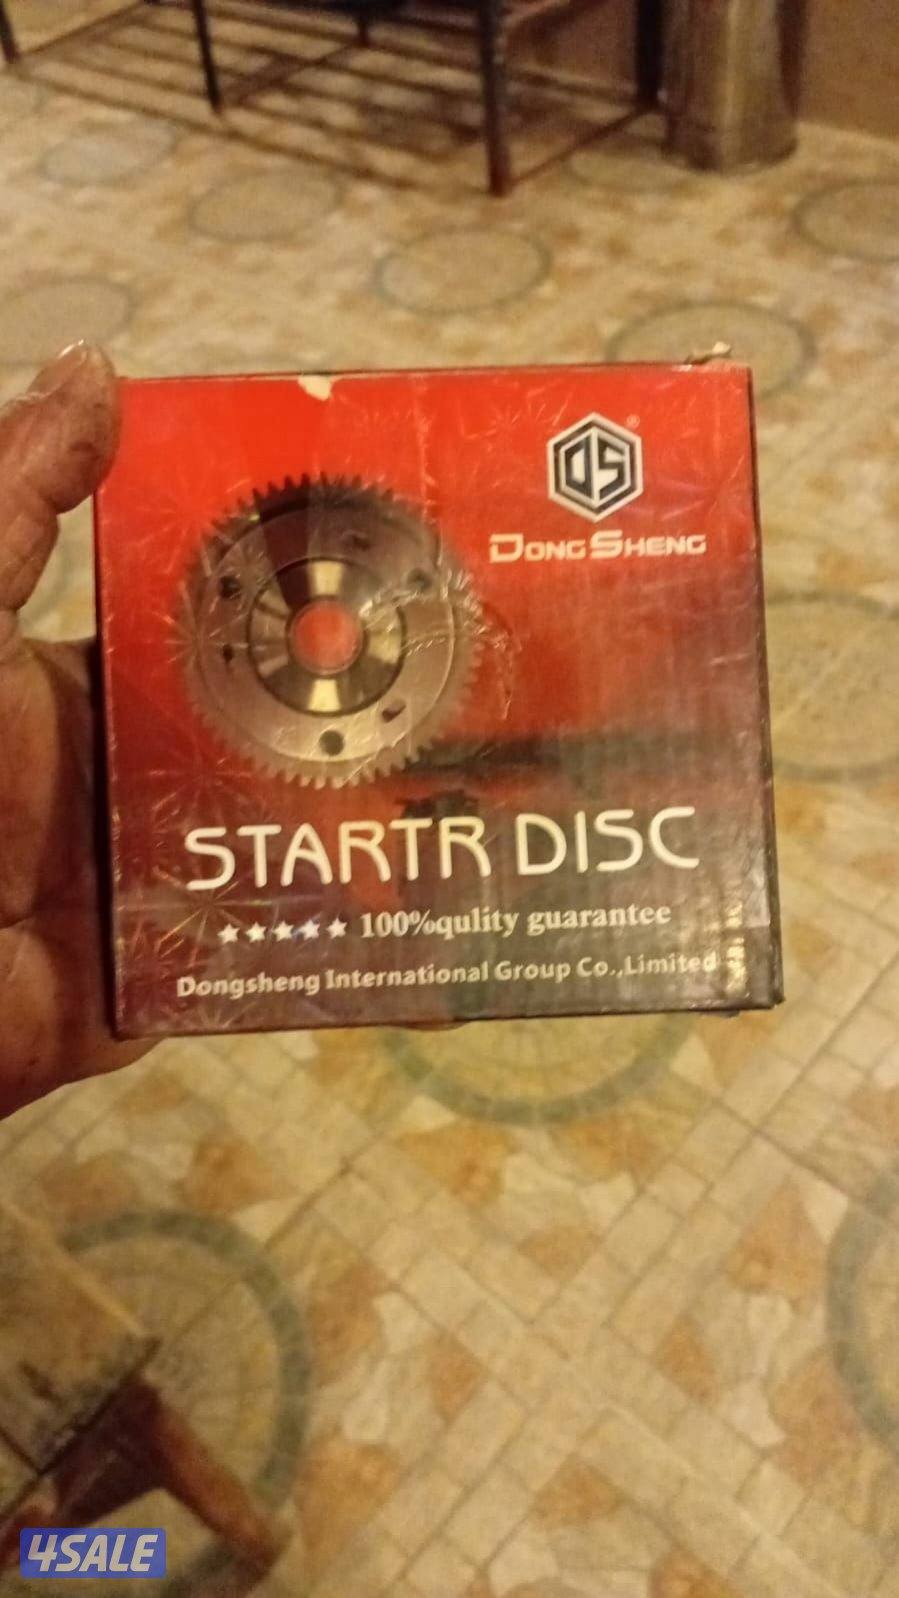 DS
®
DONG SHENG
STARTR DISC
★★★★★ 100%qulity guarantee
Dongsheng International Group Co.,Limited
4SALE